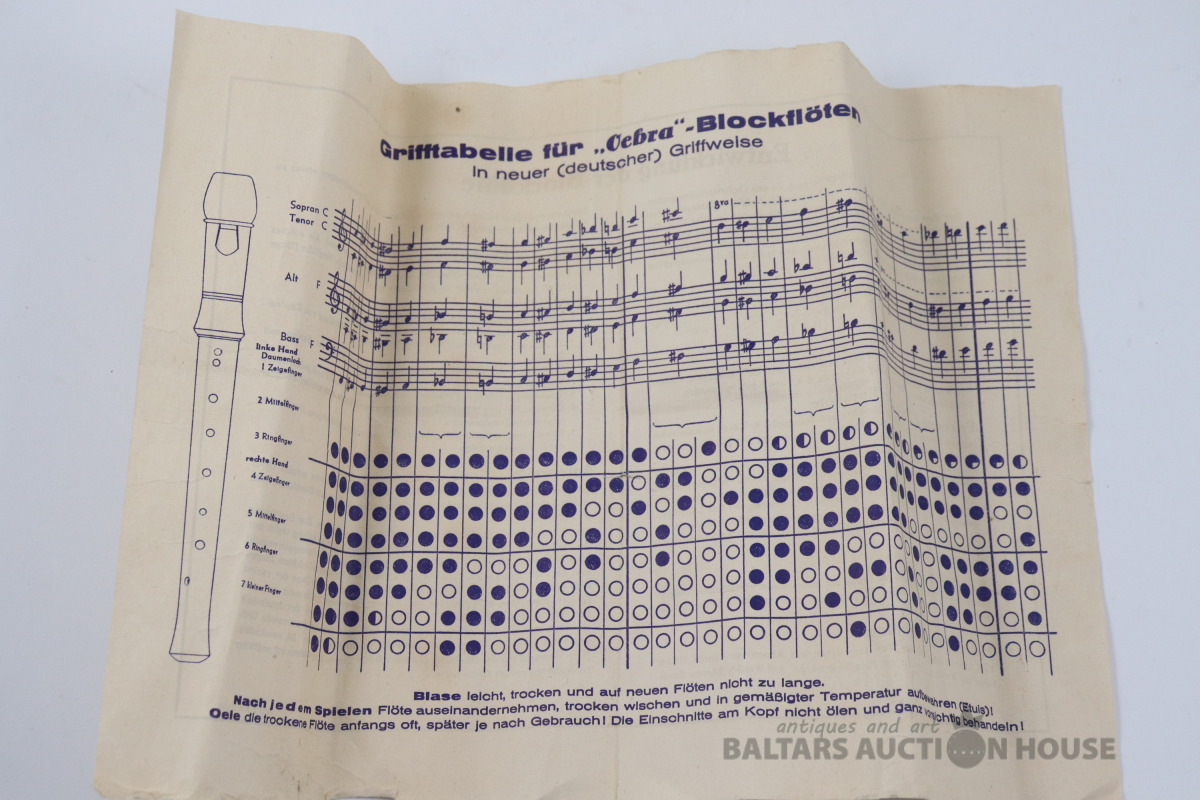 Grifftabelle für „Oebra“-Blockflöten
In neuer (deutscher) Griffweise
Sopran C
Tenor C
8va
Alt F
Bass F
linke Hand
Daumenloch
1 Zeigefinger
2 Mittelfinger
3 Ringfinger
rechte Hand
4 Zeigefinger
5 Mittelfinger
6 Ringfinger
7 kleiner Finger
Blase leicht, trocken und auf neuen Flöten nicht zu lange.
Nach jedem Spielen Flöte auseinandernehmen, trocken wischen und in gemäßigter Temperatur aufbewahren (Etuis)!
Oele die trockene Flöte anfangs oft, später je nach Gebrauch! Die Einschnitte am Kopf nicht ölen und ganz vorsichtig behandeln!
antiques and art
BALTARS AUCTION HOUSE